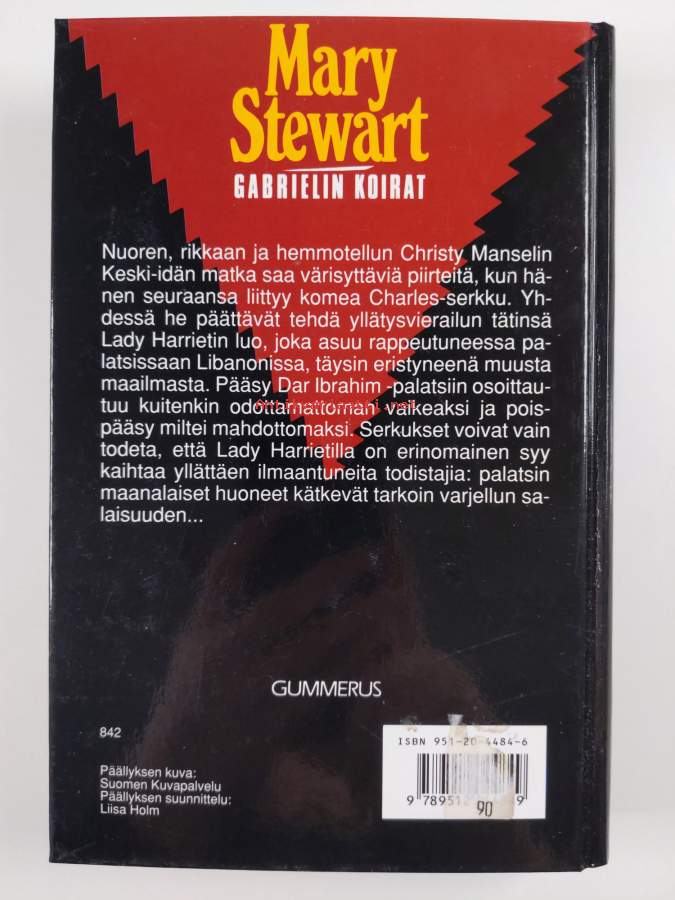 Mary
Stewart
GABRIELIN KOIRAT
Nuoren, rikkaan ja hemmotellun Christy Manselin
Keski-idän matka saa värisyttäviä piirteitä, kun hä-
nen seuraansa liittyy komea Charles-serkku. Yh-
dessä he päättävät tehdä yllätysvierailun tätinsä
Lady Harrietin luo, joka asuu rappeutuneessa pa-
latsissaan Libanonissa, täysin eristyneenä muusta
maailmasta. Pääsy Dar Ibrahim -palatsiin osoittau-
tuu kuitenkin odottamattoman vaikeaksi ja pois-
pääsy miltei mahdottomaksi. Serkukset voivat vain
todeta, että Lady Harrietilla on erinomainen syy
kaihtaa yllättäen ilmaantuneita todistajia: palatsin
maanalaiset huoneet kätkevät tarkoin varjellun sa-
laisuuden...
GUMMERUS
842
Päällyksen kuva:
Suomen Kuvapalvelu
Päällyksen suunnittelu:
Liisa Holm
ISBN 951-20-4484-6
9 789512 9
90